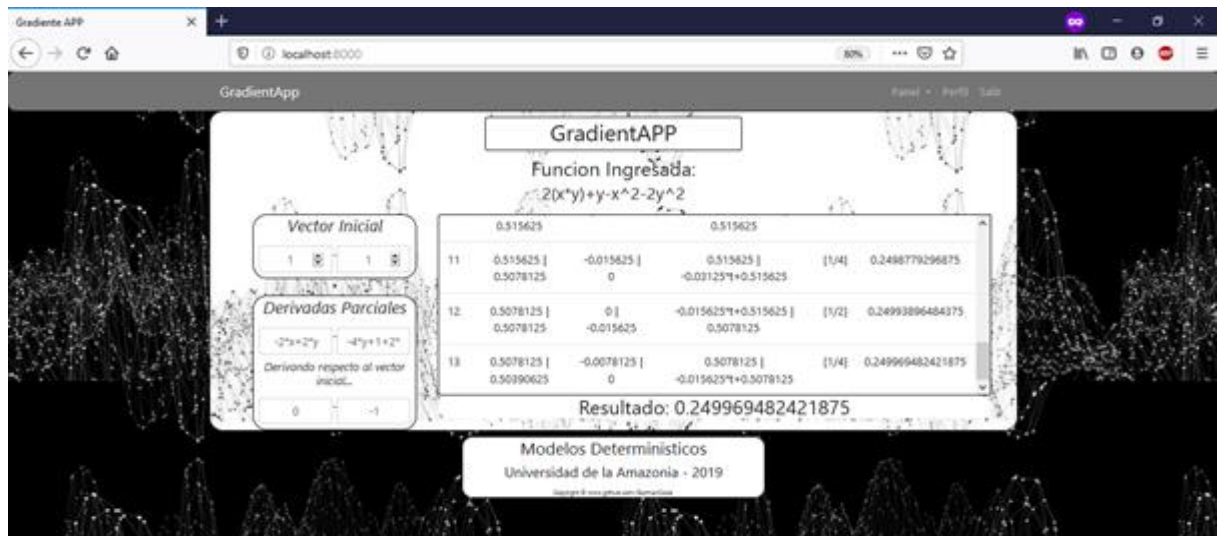 Gradiente APP
localhost:8000
80%
GradientApp
Panel Perfil Salir
GradientAPP
Funcion Ingresada:
2(x*y)+y-x^2-2y^2
Vector Inicial
1 1
Derivadas Parciales
-2*x+2*y -4*y+1+2*
Derivando respecto al vector
inicial...
0 -1
0.515625 0.515625
11 0.515625 | -0.015625 | 0.515625 | [1/4] 0.2498779296875
0.5078125 0 -0.03125*t+0.515625
12 0.5078125 | 0 | -0.015625*t+0.515625 | [1/2] 0.24993896484375
0.5078125 -0.015625 0.5078125
13 0.5078125 | -0.0078125 | 0.5078125 | [1/4] 0.249969482421875
0.50390625 0 -0.015625*t+0.5078125
Resultado: 0.249969482421875
Modelos Deterministicos
Universidad de la Amazonia - 2019
Copyright ©